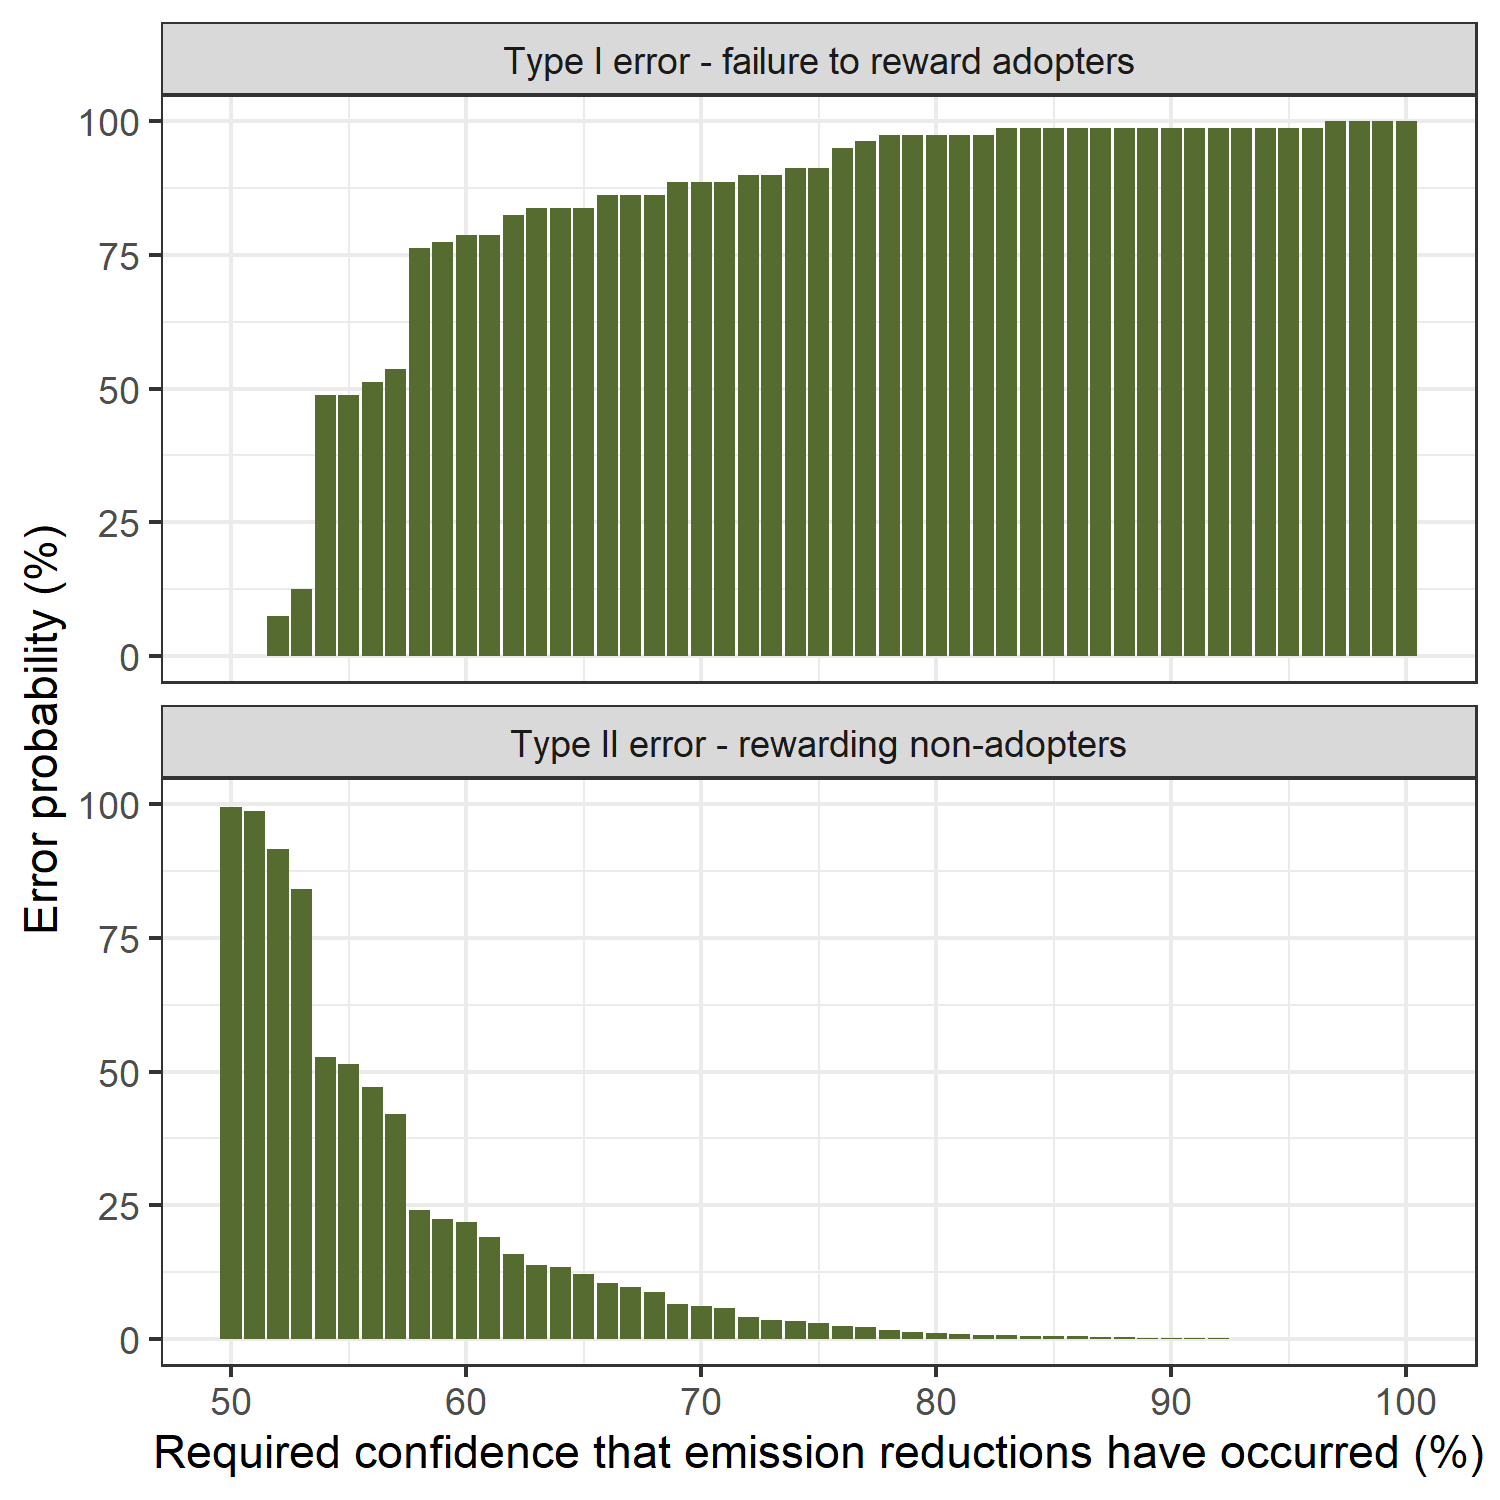 Type I error - failure to reward adopters
100
75
50
25
0
Type II error - rewarding non-adopters
100
75
50
25
0
Error probability (%)
50 60 70 80 90 100
Required confidence that emission reductions have occurred (%)